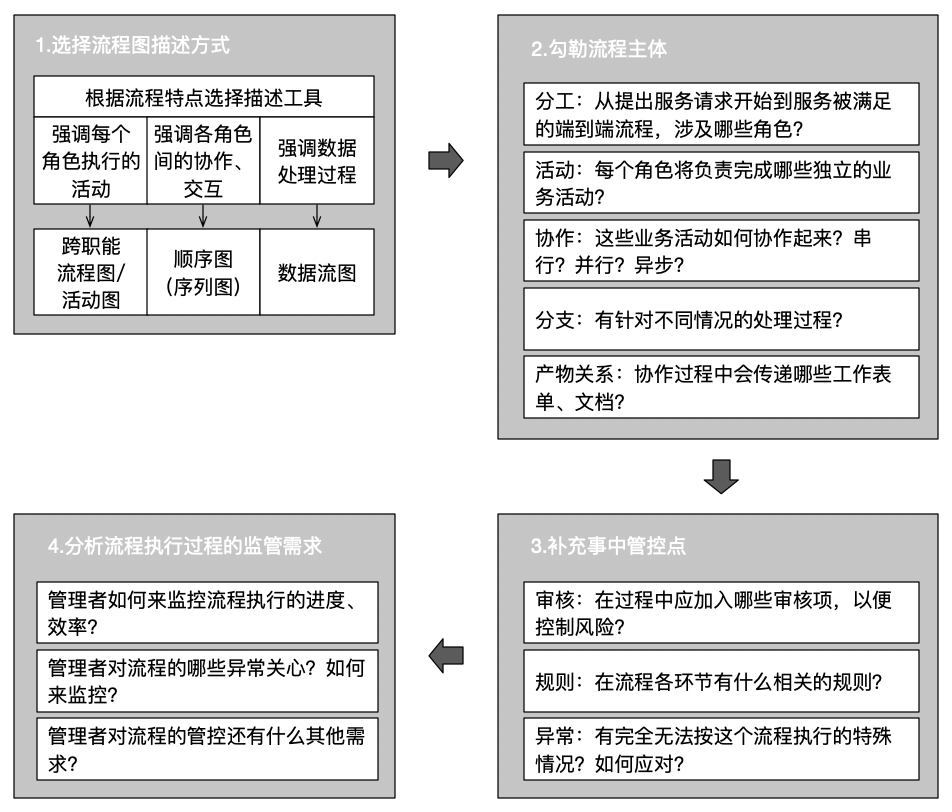 1.选择流程图描述方式
根据流程特点选择描述工具
强调每个
角色执行的
活动
强调各角色
间的协作、
交互
强调数据
处理过程
跨职能
流程图/
活动图
顺序图
(序列图)
数据流图
2.勾勒流程主体
分工：从提出服务请求开始到服务被满足
的端到端流程，涉及哪些角色?
活动：每个角色将负责完成哪些独立的业
务活动?
协作：这些业务活动如何协作起来? 串
行? 并行? 异步?
分支：有针对不同情况的处理过程?
产物关系：协作过程中会传递哪些工作表
单、文档?
3.补充事中管控点
审核：在过程中应加入哪些审核项，以便
控制风险?
规则：在流程各环节有什么相关的规则?
异常：有完全无法按这个流程执行的特殊
情况? 如何应对?
4.分析流程执行过程的监管需求
管理者如何来监控流程执行的进度、
效率?
管理者对流程的哪些异常关心? 如何
来监控?
管理者对流程的管控还有什么其他需
求?